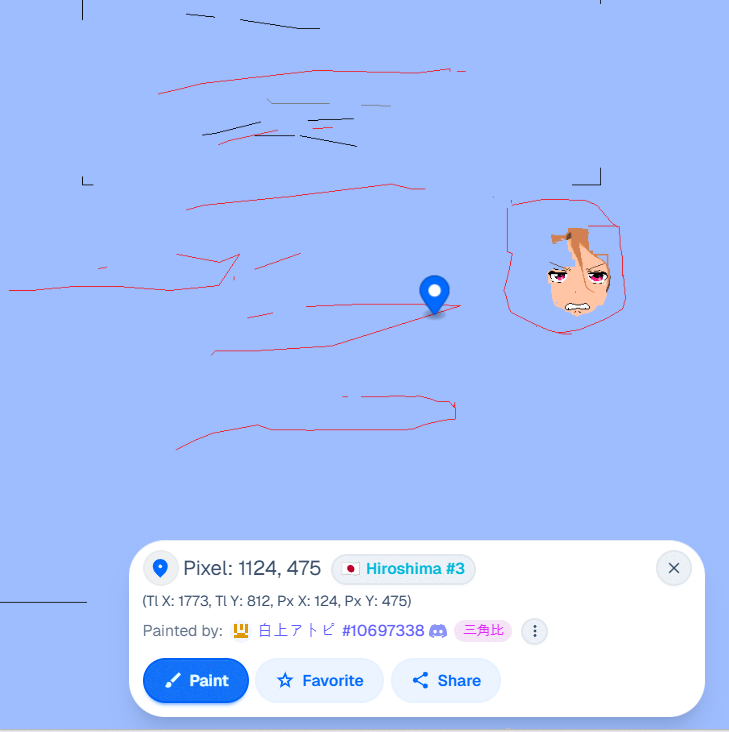 Pixel: 1124, 475 Hiroshima #3
(Tl X: 1773, Tl Y: 812, Px X: 124, Px Y: 475)
Painted by: 白上アトピ #10697338 三角比
Paint Favorite Share